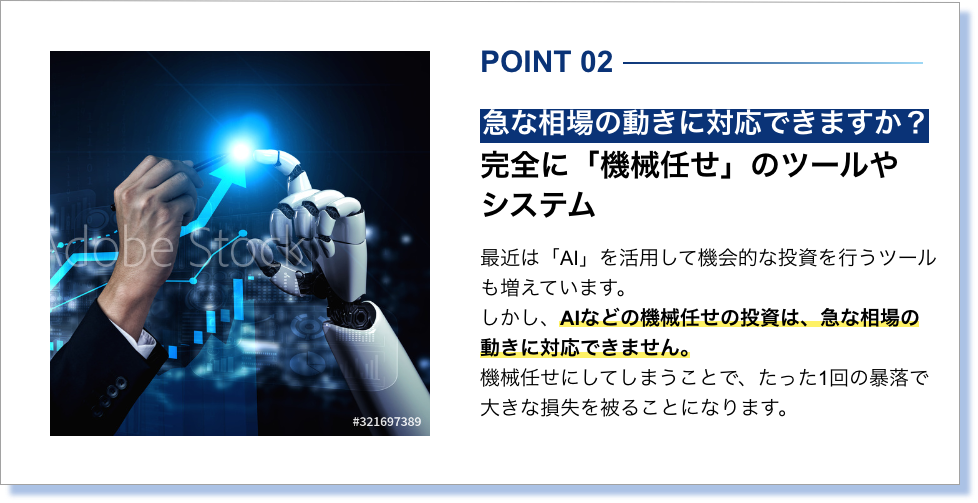 POINT 02
急な相場の動きに対応できますか？
完全に「機械任せ」のツールや
システム
最近は「AI」を活用して機会的な投資を行うツール
も増えています。
しかし、AIなどの機械任せの投資は、急な相場の
動きに対応できません。
機械任せにしてしまうことで、たった1回の暴落で
大きな損失を被ることになります。
Adobe Stock
#321697389